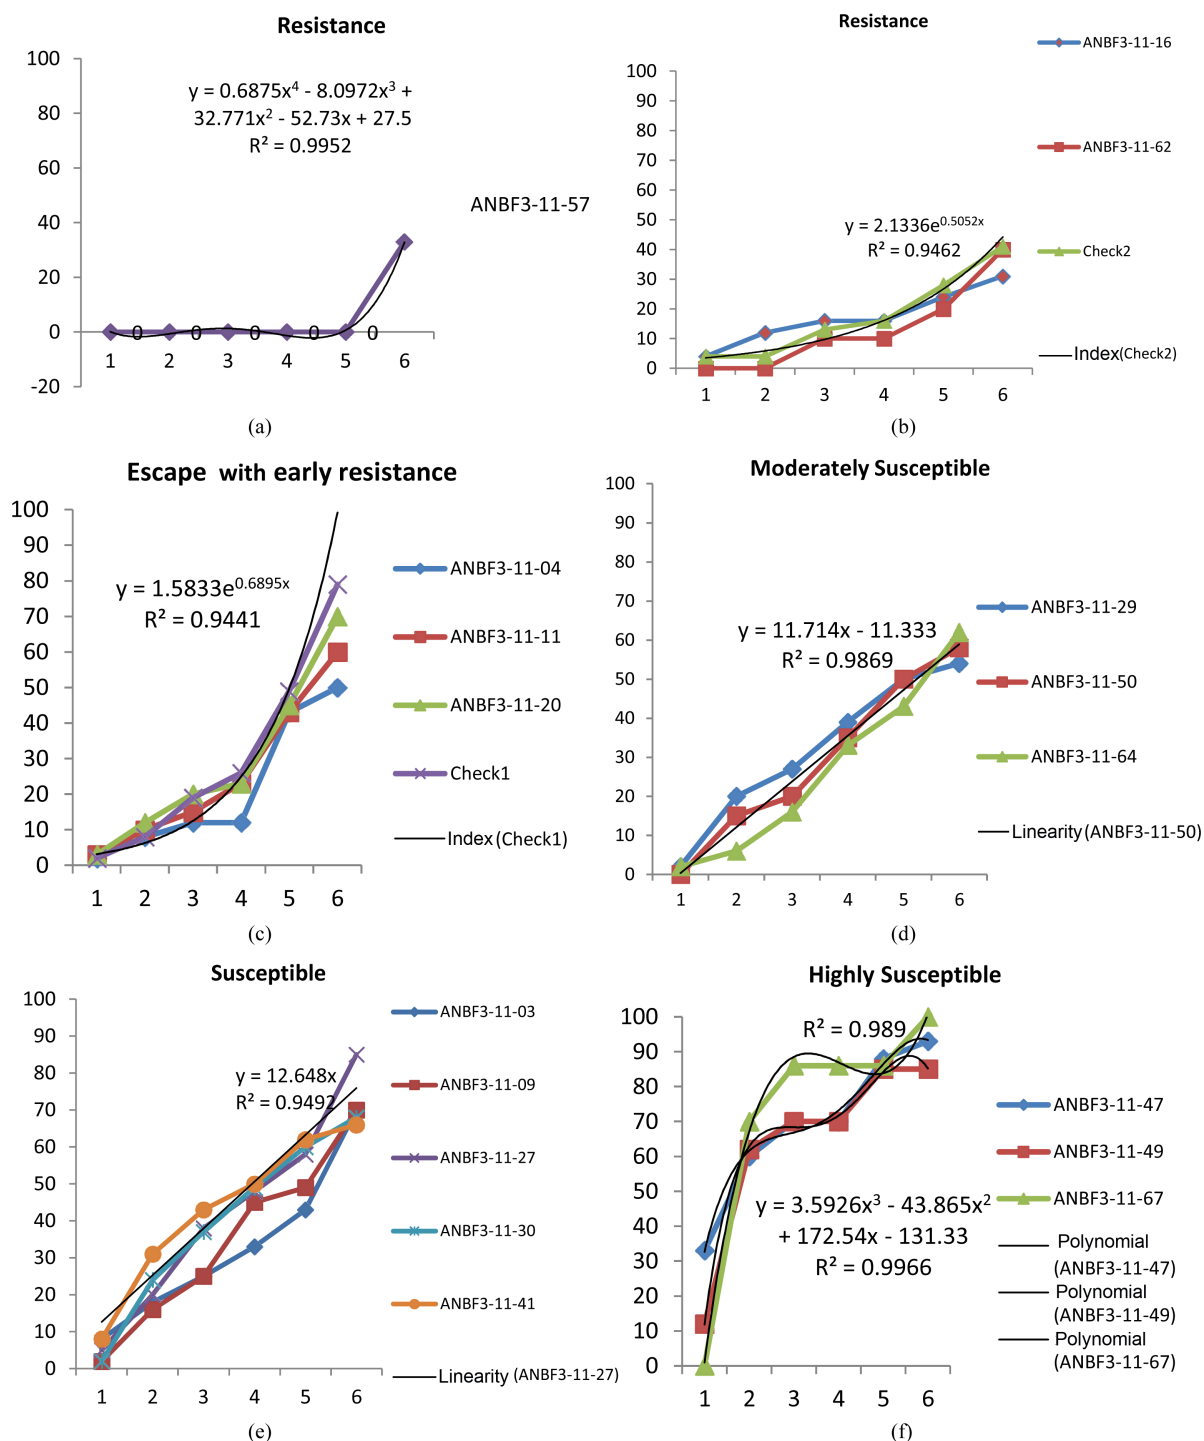 Resistance
100
80
60
40
20
0
-20
y = 0.6875x⁴ - 8.0972x³ +
32.771x² - 52.73x + 27.5
R² = 0.9952
ANBF3-11-57
0 0 0 0 0
1 2 3 4 5 6
(a)
Resistance
100
90
80
70
60
50
40
30
20
10
0
y = 2.1336e^0.5052x
R² = 0.9462
1 2 3 4 5 6
ANBF3-11-16
ANBF3-11-62
Check2
Index(Check2)
(b)
Escape with early resistance
100
90
80
70
60
50
40
30
20
10
0
y = 1.5833e^0.6895x
R² = 0.9441
1 2 3 4 5 6
ANBF3-11-04
ANBF3-11-11
ANBF3-11-20
Check1
Index(Check1)
(c)
Moderately Susceptible
100
90
80
70
60
50
40
30
20
10
0
y = 11.714x - 11.333
R² = 0.9869
1 2 3 4 5 6
ANBF3-11-29
ANBF3-11-50
ANBF3-11-64
Linearity(ANBF3-11-50)
(d)
Susceptible
100
90
80
70
60
50
40
30
20
10
0
y = 12.648x
R² = 0.9492
1 2 3 4 5 6
ANBF3-11-03
ANBF3-11-09
ANBF3-11-27
ANBF3-11-30
ANBF3-11-41
Linearity (ANBF3-11-27)
(e)
Highly Susceptible
100
90
80
70
60
50
40
30
20
10
0
R² = 0.989
y = 3.5926x³ - 43.865x²
+ 172.54x - 131.33
R² = 0.9966
1 2 3 4 5 6
ANBF3-11-47
ANBF3-11-49
ANBF3-11-67
Polynomial
(ANBF3-11-47)
Polynomial
(ANBF3-11-49)
Polynomial
(ANBF3-11-67)
(f)